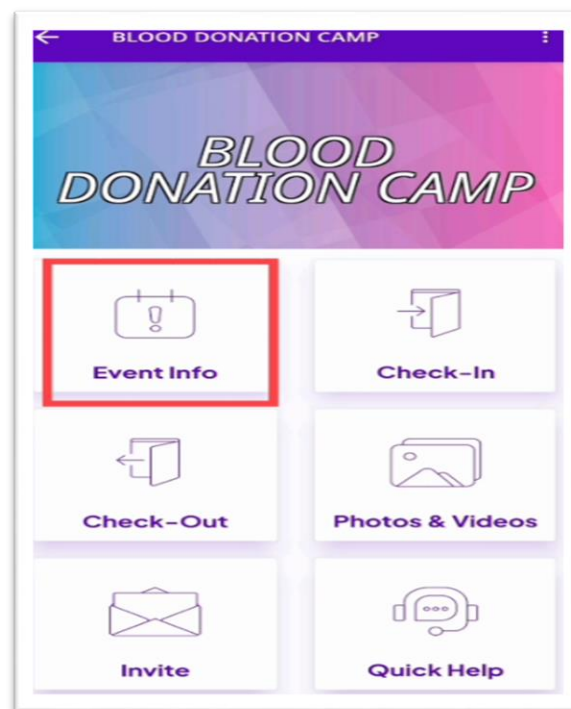 BLOOD DONATION CAMP
BLOOD
DONATION CAMP
Event Info
Check-In
Check-Out
Photos & Videos
Invite
Quick Help